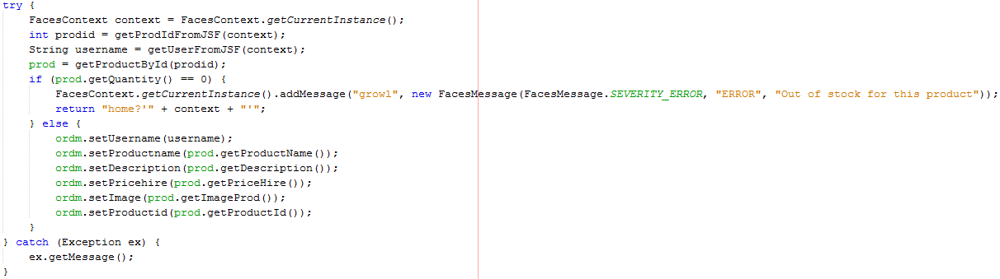 try {
    FacesContext context = FacesContext.getCurrentInstance();
    int prodid = getProdIdFromJSF(context);
    String username = getUserFromJSF(context);
    prod = getProductById(prodid);
    if (prod.getQuantity() == 0) {
        FacesContext.getCurrentInstance().addMessage("growl", new FacesMessage(FacesMessage.SEVERITY_ERROR, "ERROR", "Out of stock for this product"));
        return "home?'" + context + "'";
    } else {
        ordm.setUsername(username);
        ordm.setProductname(prod.getProductName());
        ordm.setDescription(prod.getDescription());
        ordm.setPricehire(prod.getPriceHire());
        ordm.setImage(prod.getImageProd());
        ordm.setProductid(prod.getProductId());
    }
} catch (Exception ex) {
    ex.getMessage();
}